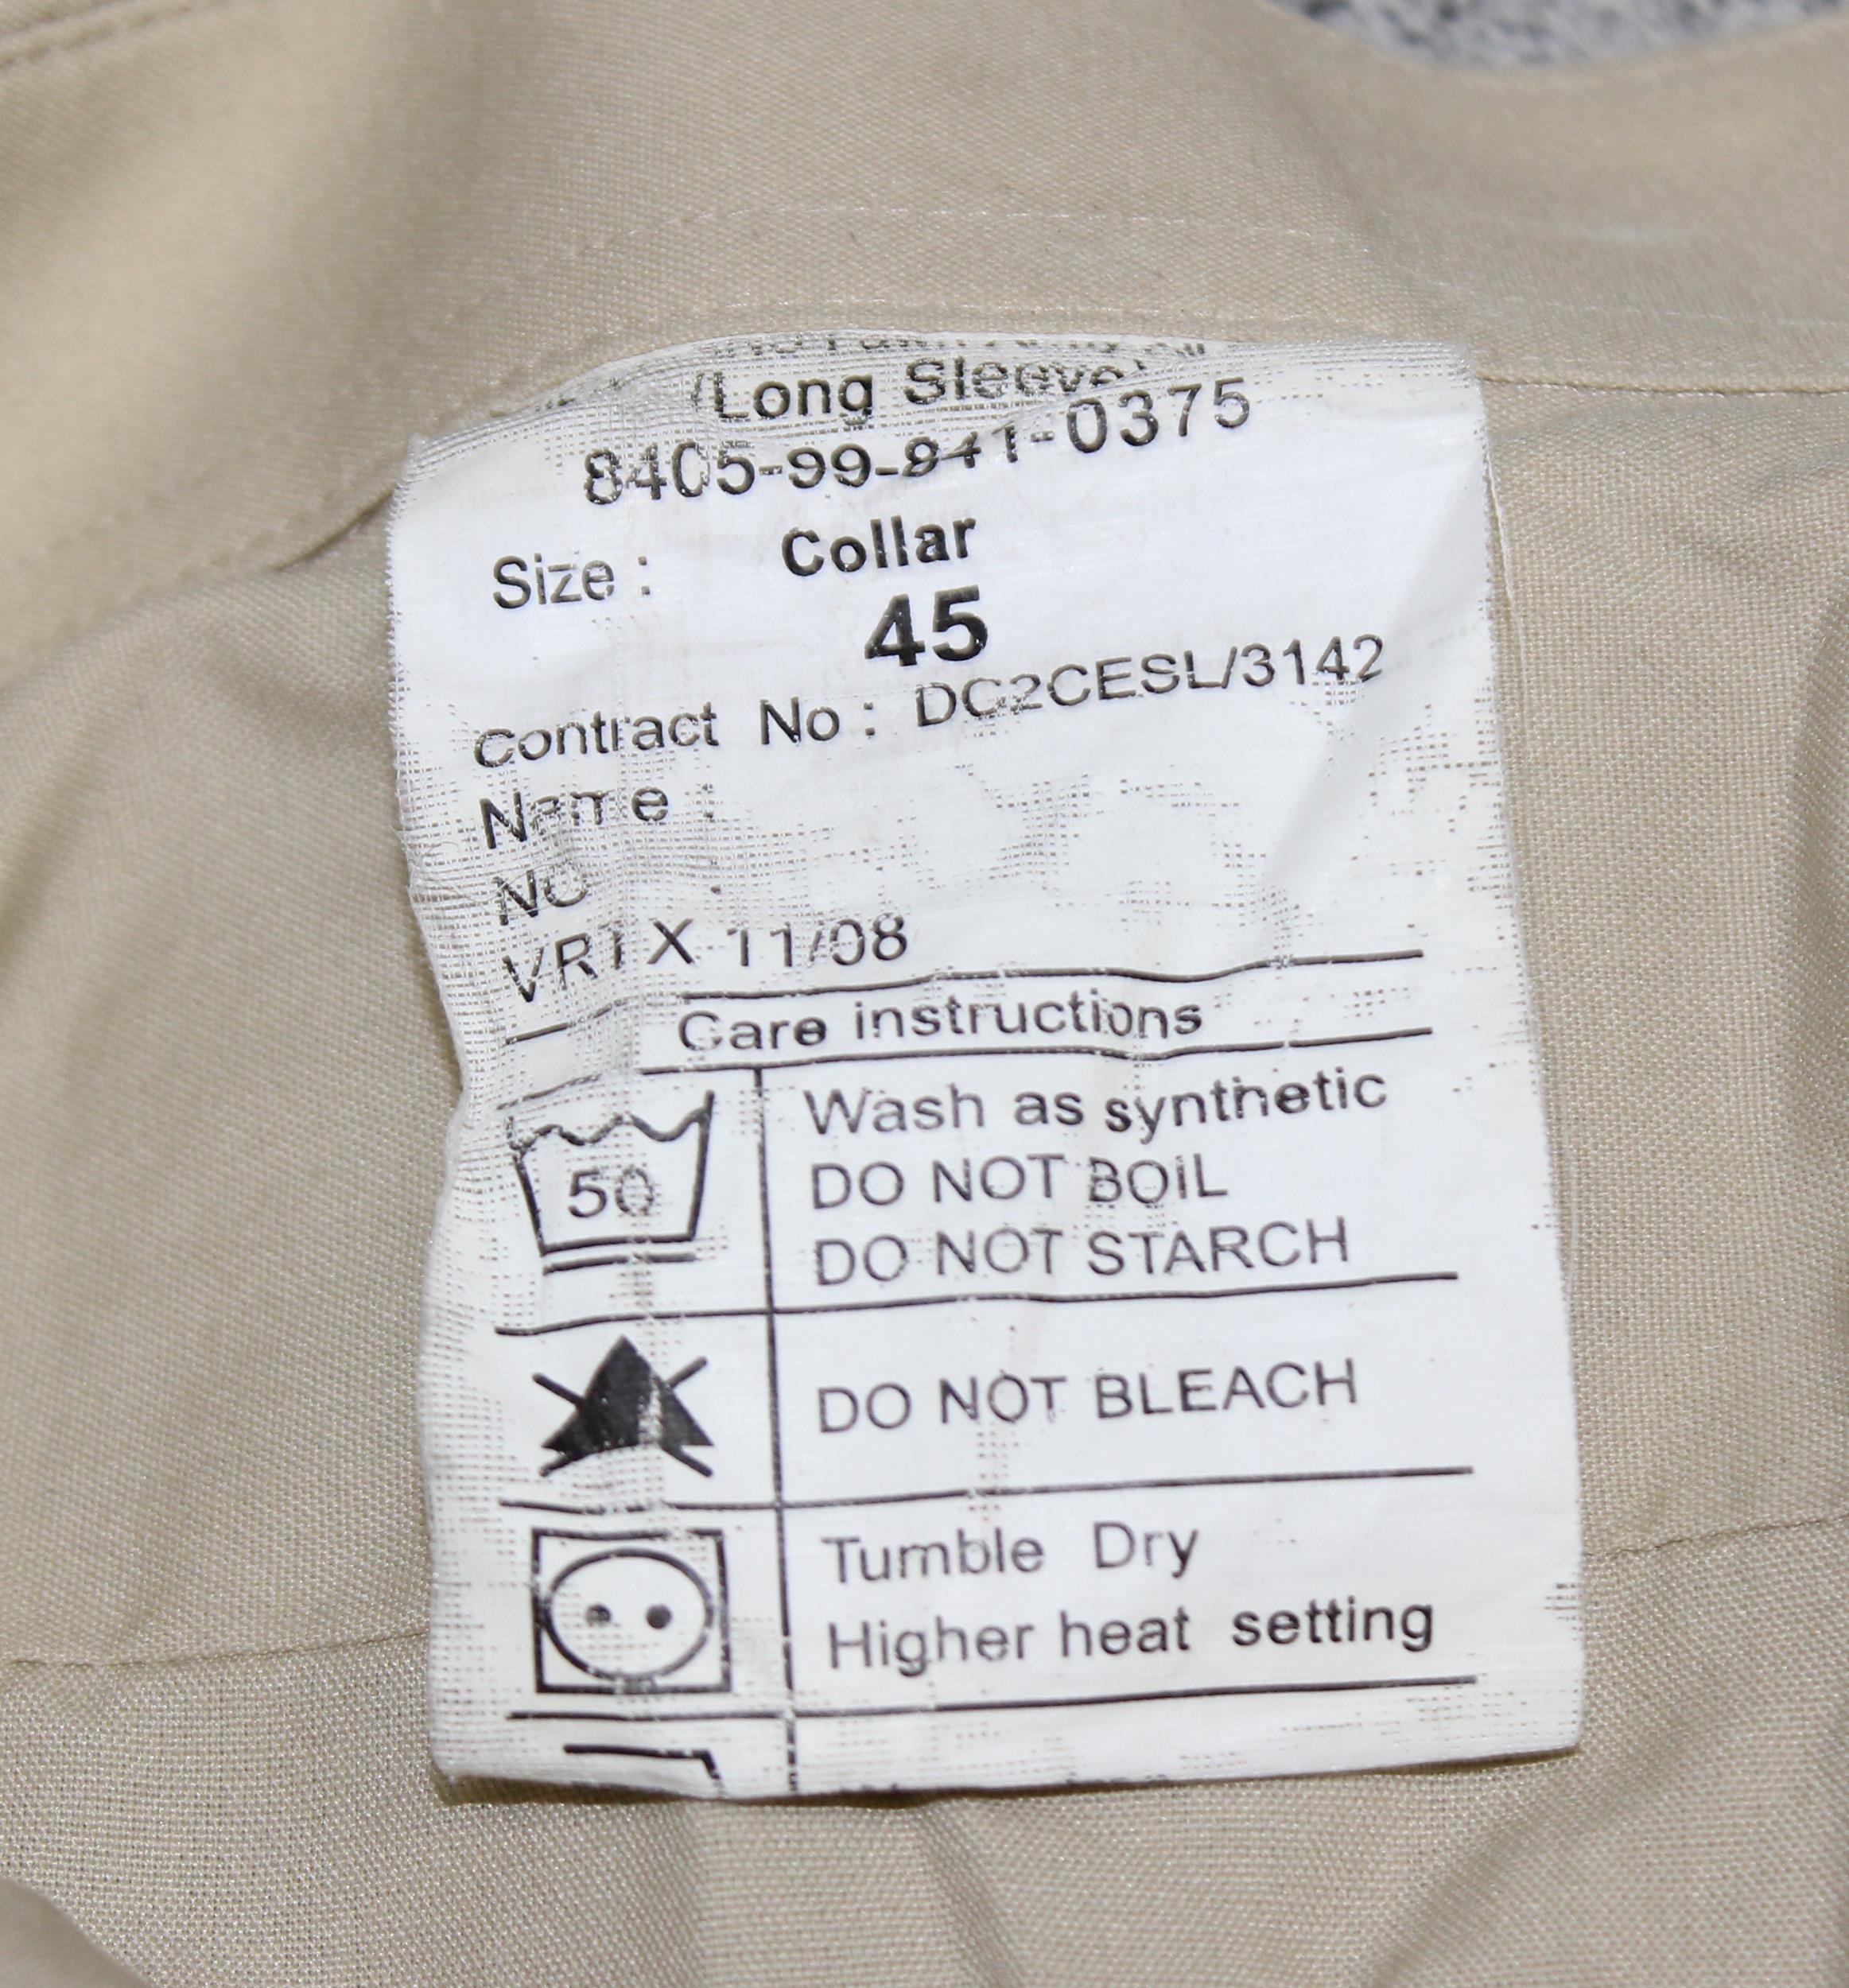 (Long Sleeve)
8405-99-941-0375
Size : Collar
45
Contract No : DC2CESL/3142
Name :
No :
VRTX 11/08
Care instructions
50
Wash as synthetic
DO NOT BOIL
DO NOT STARCH
DO NOT BLEACH
Tumble Dry
Higher heat setting